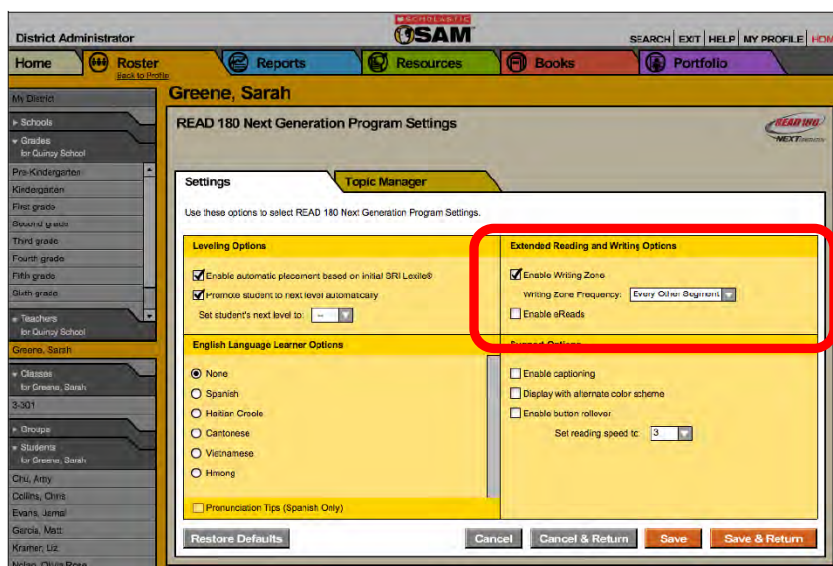 SCHOLASTIC
District Administrator
SAM
SEARCH EXIT HELP MY PROFILE HOM
Home
Roster
Back to Profile
Reports
Resources
Books
Portfolio
My District
Schools
Grades
for Quincy School
Pre-Kindergarten
Kindergarten
First grade
Second grade
Third grade
Fourth grade
Fifth grade
Sixth grade
Teachers
for Quincy School
Greene, Sarah
Classes
for Greene, Sarah
3-301
Groups
Students
for Greene, Sarah
Chu, Amy
Collins, Chris
Evans, Jamal
Garcia, Matt
Kramer, Liz
Nolan, Olivia Rose
Greene, Sarah
READ 180 Next Generation Program Settings
READ 180
Settings
Topic Manager
Use these options to select READ 180 Next Generation Program Settings.
Leveling Options
Enable automatic placement based on initial SRI Lexile®
Promote student to next level automatically
Set student's next level to: --
Extended Reading and Writing Options
Enable Writing Zone
Writing Zone Frequency: Every Other Segment
Enable eReads
English Language Learner Options
None
Spanish
Haitian Creole
Cantonese
Vietnamese
Hmong
Pronunciation Tips (Spanish Only)
Support Options
Enable captioning
Display with alternate color scheme
Enable button rollover
Set reading speed to: 3
Restore Defaults
Cancel
Cancel & Return
Save
Save & Return